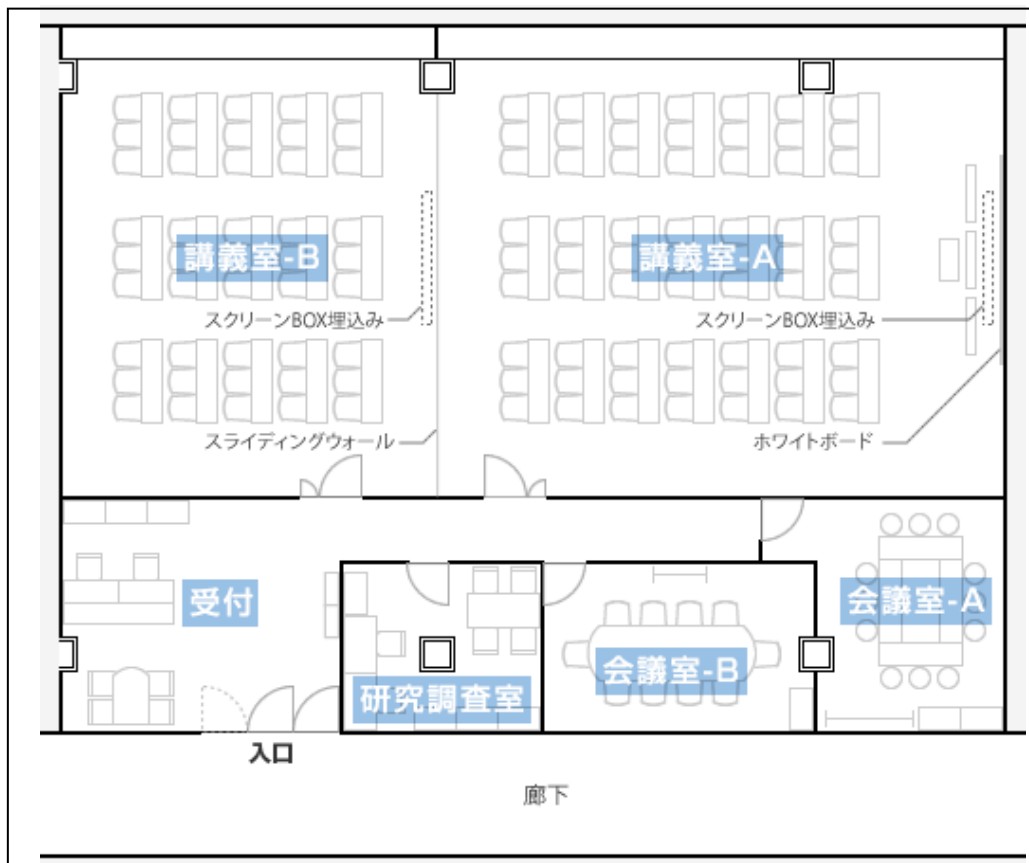 講義室-B
講義室-A
スクリーンBOX埋込み
スクリーンBOX埋込み
スライディングウォール
ホワイトボード
受付
会議室-A
会議室-B
研究調査室
入口
廊下